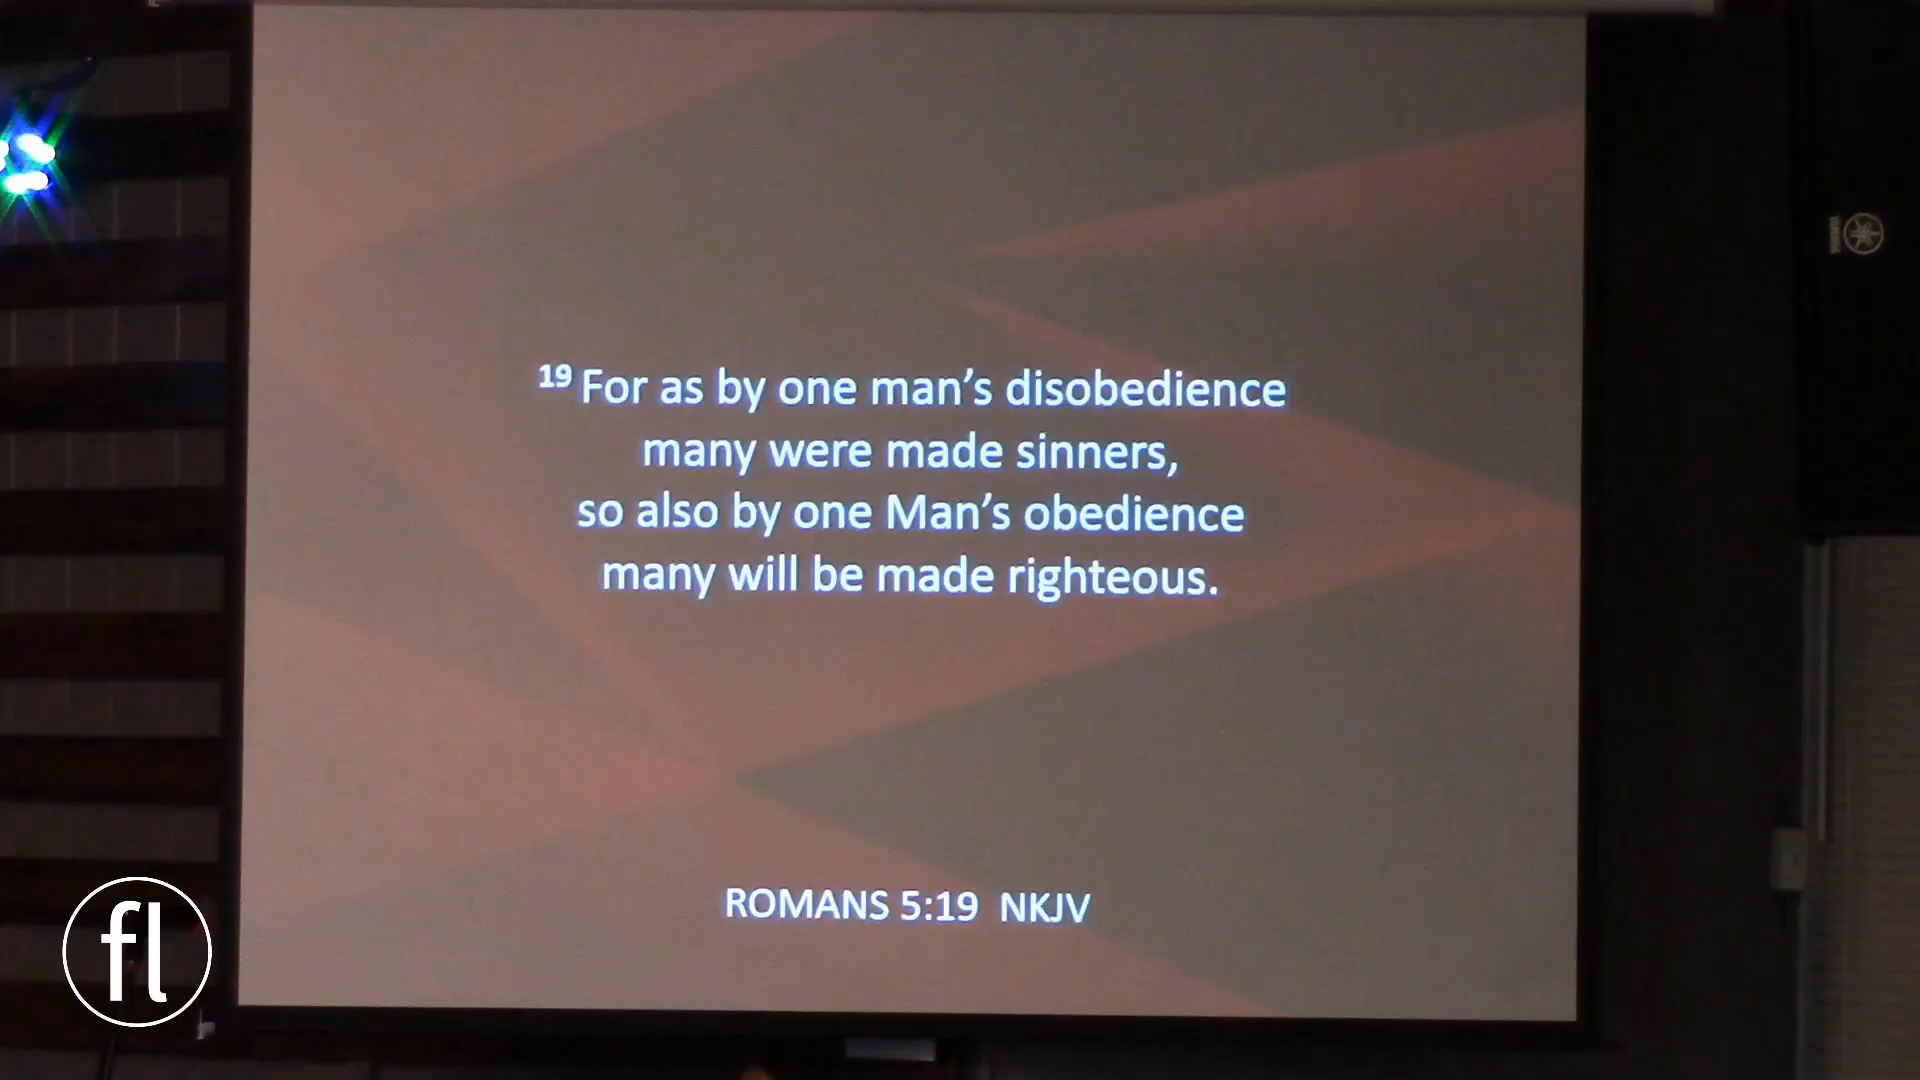 ¹⁹ For as by one man’s disobedience
many were made sinners,
so also by one Man’s obedience
many will be made righteous.
ROMANS 5:19 NKJV
fl
YAMAHA